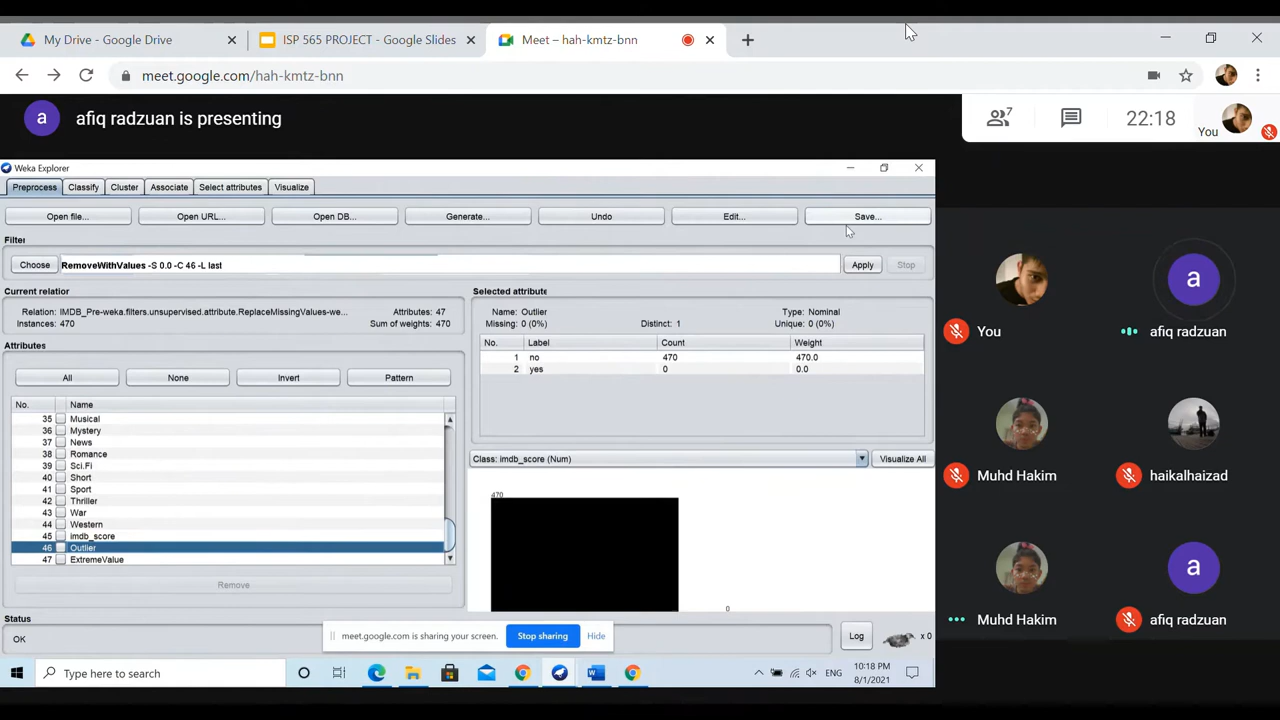 My Drive - Google Drive
ISP 565 PROJECT - Google Slides
Meet – hah-kmtz-bnn
meet.google.com/hah-kmtz-bnn
a
afiq radzuan is presenting
7
22:18
You
Weka Explorer
Preprocess
Classify
Cluster
Associate
Select attributes
Visualize
Open file...
Open URL...
Open DB...
Generate...
Undo
Edit...
Save...
Filter
Choose
RemoveWithValues -S 0.0 -C 46 -L last
Apply
Stop
Current relation
Relation: IMDB_Pre-weka.filters.unsupervised.attribute.ReplaceMissingValues-we...
Attributes: 47
Instances: 470
Sum of weights: 470
Selected attribute
Name: Outlier
Type: Nominal
Missing: 0 (0%)
Distinct: 1
Unique: 0 (0%)
No. Label Count Weight
1 no 470 470.0
2 yes 0 0.0
Attributes
All
None
Invert
Pattern
No. Name
35 Musical
36 Mystery
37 News
38 Romance
39 Sci.Fi
40 Short
41 Sport
42 Thriller
43 War
44 Western
45 imdb_score
46 Outlier
47 ExtremeValue
Remove
Class: imdb_score (Num)
Visualize All
470
0
Status
OK
Log
x 0
meet.google.com is sharing your screen.
Stop sharing
Hide
Type here to search
ENG
10:18 PM
8/1/2021
You
a
afiq radzuan
Muhd Hakim
haikalhaizad
Muhd Hakim
a
afiq radzuan